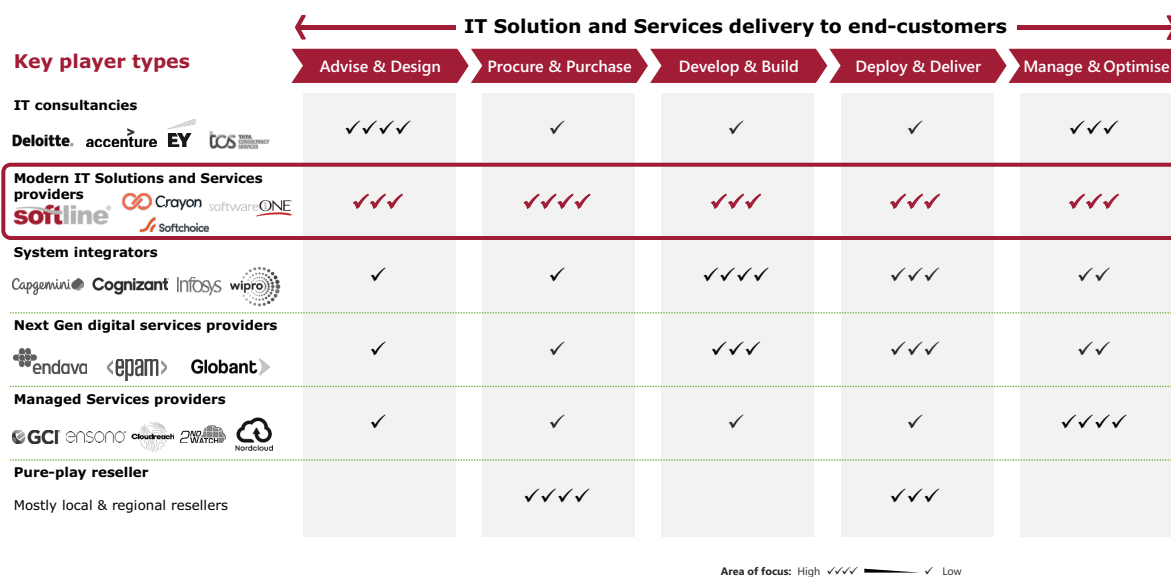 IT Solution and Services delivery to end-customers
Key player types
Advise & Design
Procure & Purchase
Develop & Build
Deploy & Deliver
Manage & Optimise
IT consultancies
Deloitte. accenture EY tcs TATA CONSULTANCY SERVICES
✓✓✓✓ ✓ ✓ ✓ ✓✓✓
Modern IT Solutions and Services
providers
softline® Crayon softwareONE
Softchoice
✓✓✓ ✓✓✓✓ ✓✓✓ ✓✓✓ ✓✓✓
System integrators
Capgemini Cognizant Infosys wipro
✓ ✓ ✓✓✓✓ ✓✓✓ ✓✓
Next Gen digital services providers
endava <epam> Globant
✓ ✓ ✓✓✓ ✓✓✓ ✓✓
Managed Services providers
GCI ensono Cloudreach 2ND WATCH Nordcloud
✓ ✓ ✓ ✓ ✓✓✓✓
Pure-play reseller
Mostly local & regional resellers
✓✓✓✓ ✓✓✓
Area of focus: High ✓✓✓✓ ✓ Low